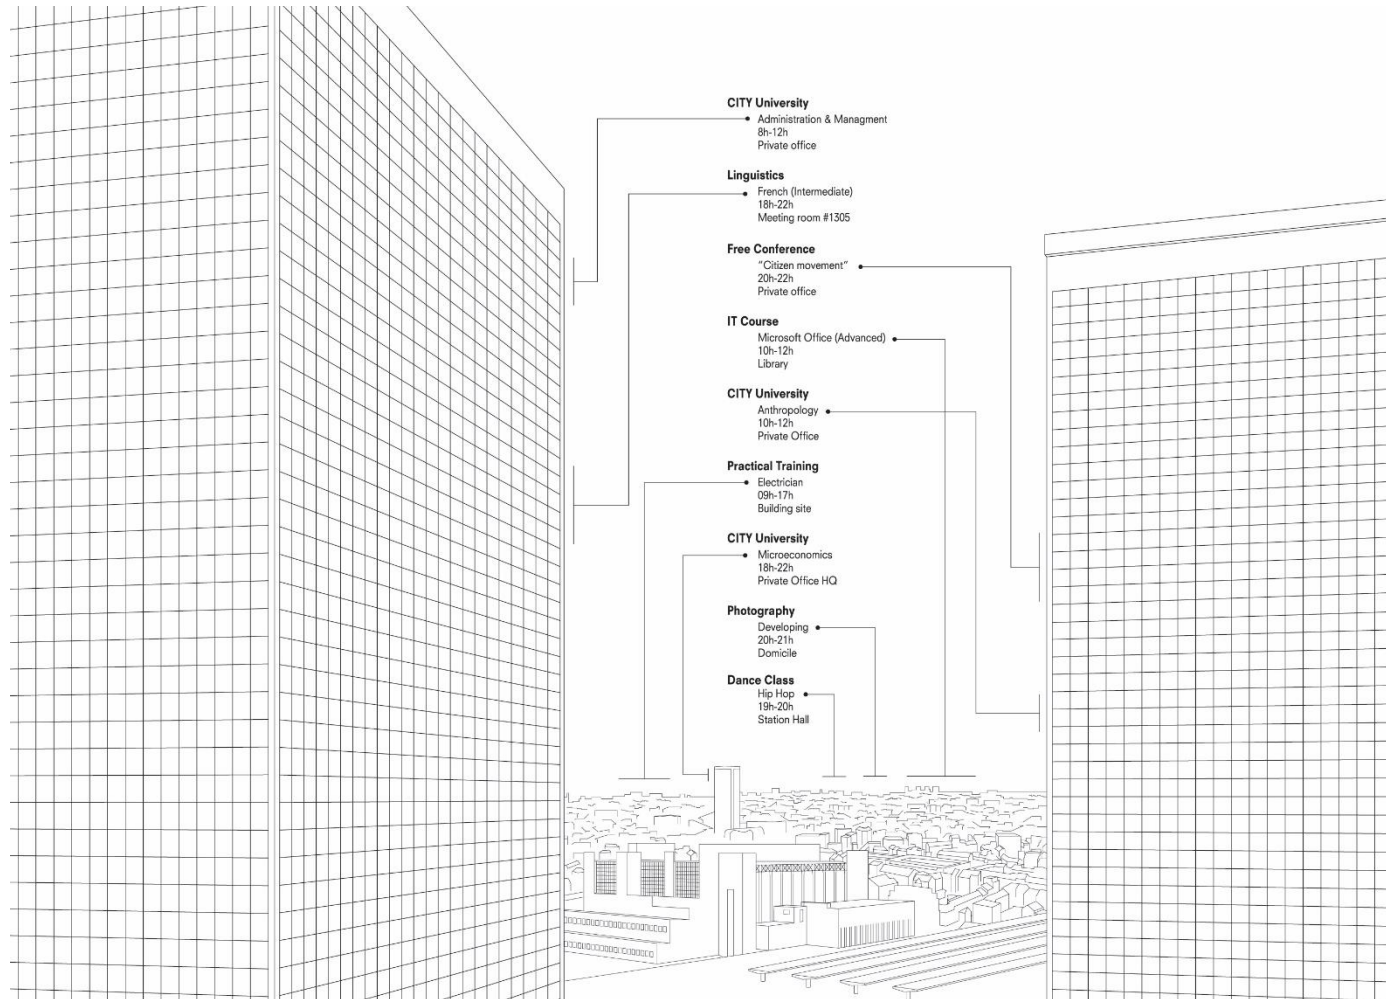 CITY University
Administration & Managment
8h-12h
Private office
Linguistics
French (Intermediate)
18h-22h
Meeting room #1305
Free Conference
"Citizen movement"
20h-22h
Private office
IT Course
Microsoft Office (Advanced)
10h-12h
Library
CITY University
Anthropology
10h-12h
Private Office
Practical Training
Electrician
09h-17h
Building site
CITY University
Microeconomics
18h-22h
Private Office HQ
Photography
Developing
20h-21h
Domicile
Dance Class
Hip Hop
19h-20h
Station Hall